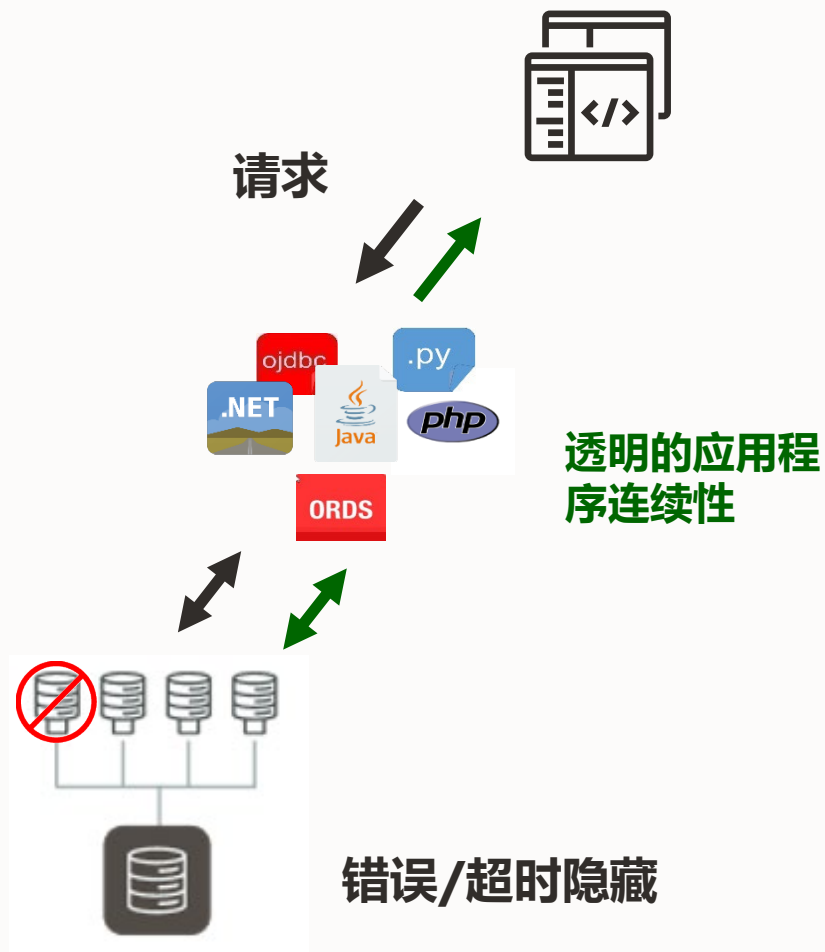 </>
请求
ojdbc
.py
.NET
Java
php
透明的应用程
序连续性
ORDS
错误/超时隐藏